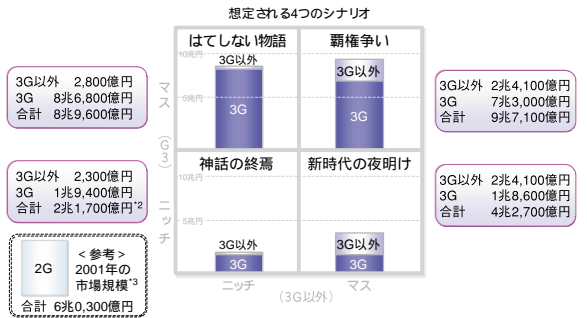 想定される4つのシナリオ
はてしない物語
覇権争い
10兆円
3G以外
3G以外
5兆円
3G
3G
マス
(3G)
ニッチ
3G以外 2,800億円
3G 8兆6,800億円
合計 8兆9,600億円
3G以外 2兆4,100億円
3G 7兆3,000億円
合計 9兆7,100億円
神話の終焉
新時代の夜明け
10兆円
5兆円
3G以外
3G以外
3G
3G
3G以外 2,300億円
3G 1兆9,400億円
合計 2兆1,700億円*2
3G以外 2兆4,100億円
3G 1兆8,600億円
合計 4兆2,700億円
2G
<参考>
2001年の
市場規模*3
合計 6兆0,300億円
ニッチ
マス
(3G以外)